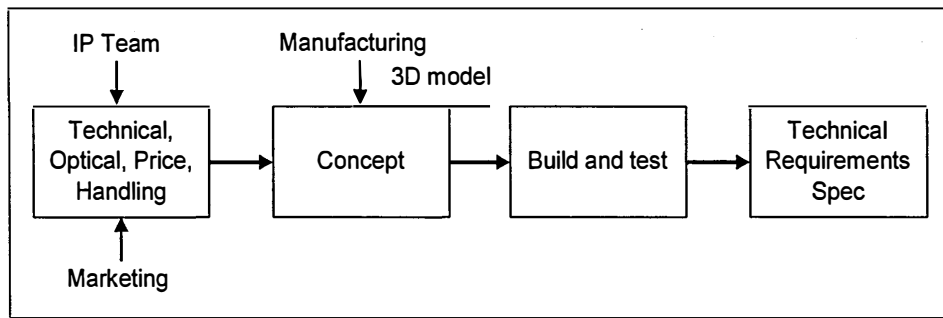 IP Team
Manufacturing
3D model
Technical,
Optical, Price,
Handling
Concept
Build and test
Technical
Requirements
Spec
Marketing